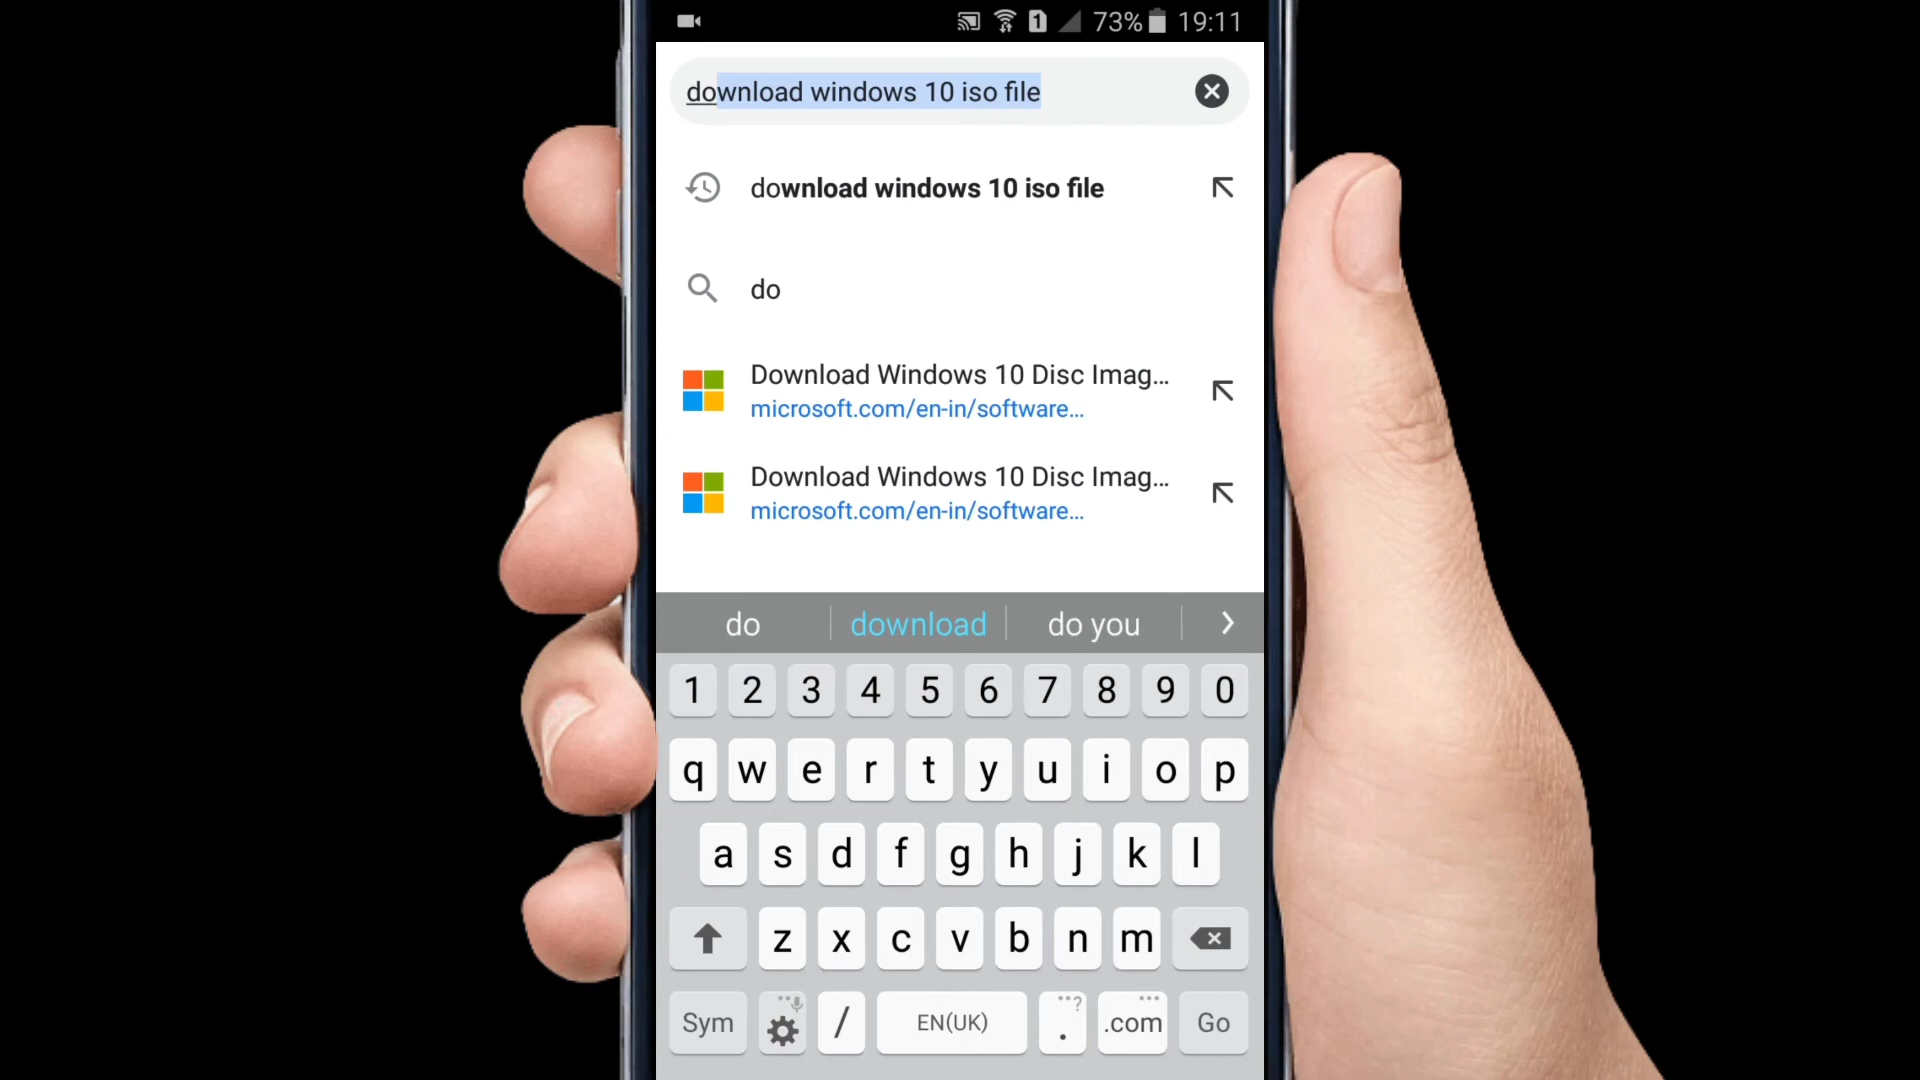 1 73% 19:11
download windows 10 iso file
download windows 10 iso file
do
Download Windows 10 Disc Imag...
microsoft.com/en-in/software...
Download Windows 10 Disc Imag...
microsoft.com/en-in/software...
do download do you
1 2 3 4 5 6 7 8 9 0
q w e r t y u i o p
a s d f g h j k l
z x c v b n m
Sym / EN(UK) . ? .com Go